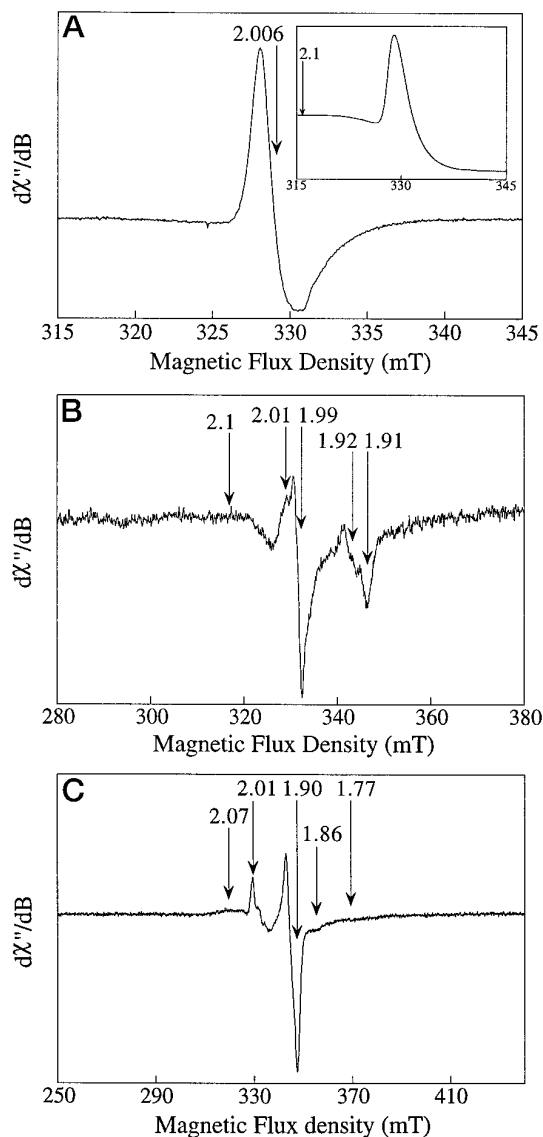 A
2.006
2.1
315 330 345
dΧ"/dB
315 320 325 330 335 340 345
Magnetic Flux Density (mT)
B
2.1
2.01 1.99
1.92 1.91
dΧ"/dB
280 300 320 340 360 380
Magnetic Flux Density (mT)
C
2.01 1.90 1.77
2.07
1.86
dΧ"/dB
250 290 330 370 410
Magnetic Flux density (mT)